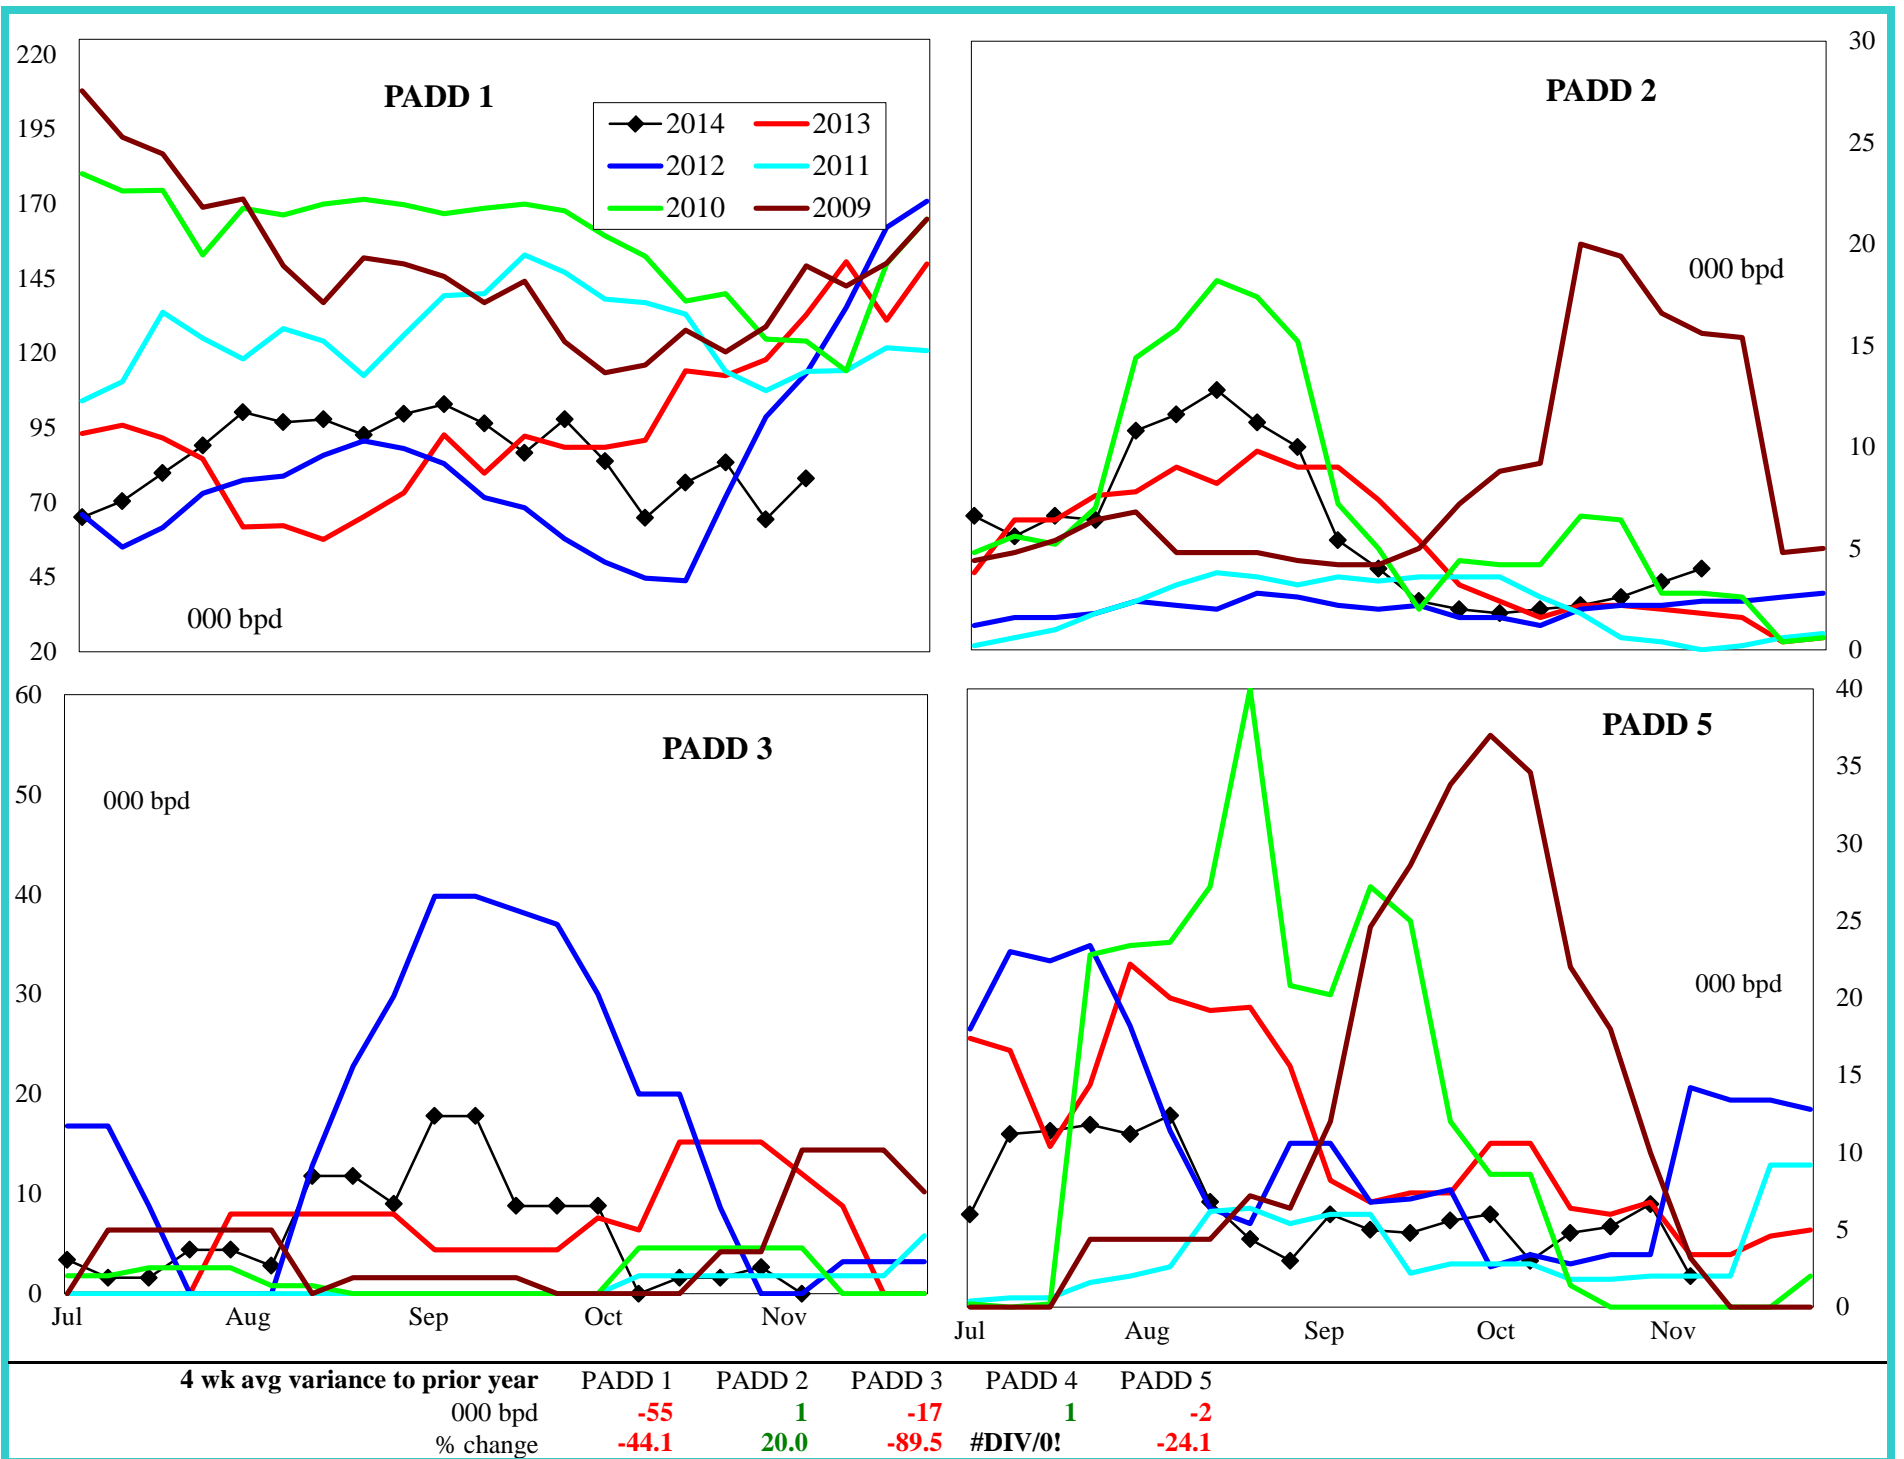 PADD 1
220
195
170
145
120
95
70
45
20
2014 2013
2012 2011
2010 2009
000 bpd
PADD 2
30
25
20
15
10
5
0
000 bpd
PADD 3
60
50
40
30
20
10
0
000 bpd
Jul Aug Sep Oct Nov
PADD 5
40
35
30
25
20
15
10
5
0
000 bpd
Jul Aug Sep Oct Nov
4 wk avg variance to prior year PADD 1 PADD 2 PADD 3 PADD 4 PADD 5
000 bpd -55 1 -17 1 -2
% change -44.1 20.0 -89.5 #DIV/0! -24.1